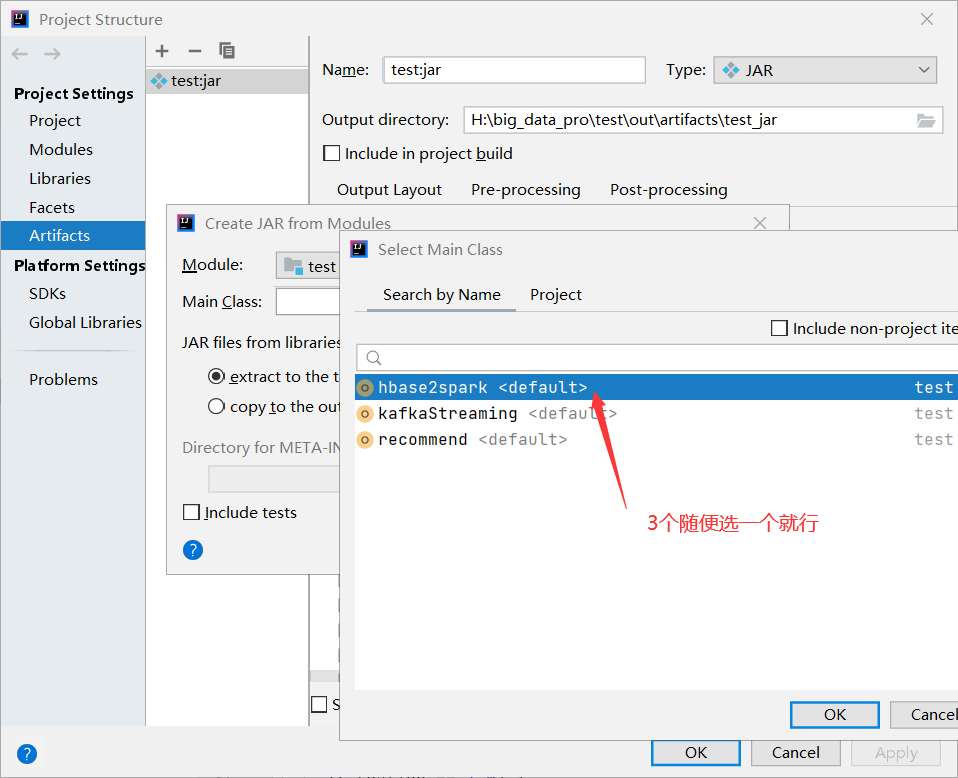 Project Structure
Project Settings
Project
Modules
Libraries
Facets
Artifacts
Platform Settings
SDKs
Global Libraries
Problems
test:jar
Name: test:jar Type: JAR
Output directory: H:\big_data_pro\test\out\artifacts\test_jar
Include in project build
Output Layout Pre-processing Post-processing
Create JAR from Modules
Module: test
Main Class:
JAR files from libraries
extract to the t
copy to the out
Directory for META-IN
Include tests
?
Select Main Class
Search by Name Project
Include non-project ite
hbase2spark <default> test
kafkaStreaming <default> test
recommend <default> test
3个随便选一个就行
OK Cancel
S
? OK Cancel Apply